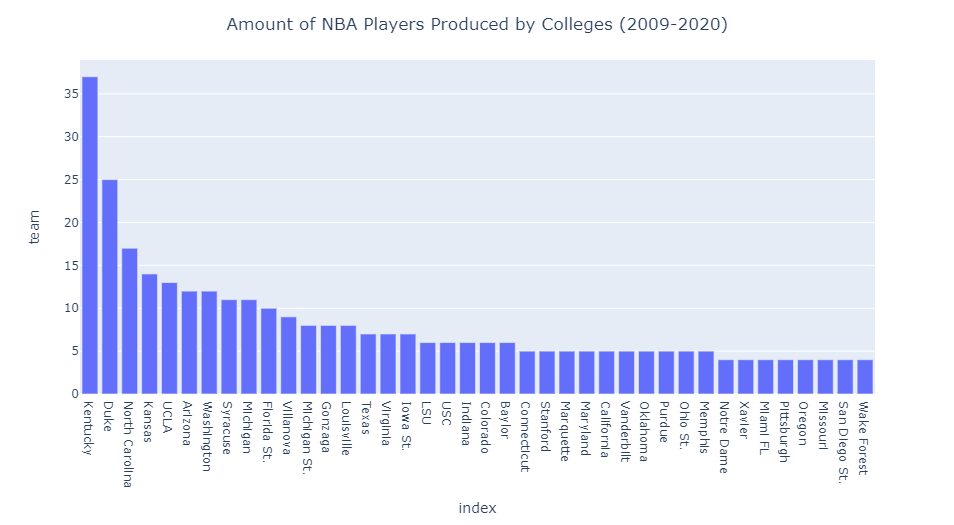 Amount of NBA Players Produced by Colleges (2009-2020)
35
30
25
20
15
10
5
0
team
Kentucky
Duke
North Carolina
Kansas
UCLA
Arizona
Washington
Syracuse
Michigan
Florida St.
Villanova
Michigan St.
Gonzaga
Louisville
Texas
Virginia
Iowa St.
LSU
USC
Indiana
Colorado
Baylor
Connecticut
Stanford
Marquette
Maryland
California
Vanderbilt
Oklahoma
Purdue
Ohio St.
Memphis
Notre Dame
Xavier
Miami FL
Pittsburgh
Oregon
Missouri
San Diego St.
Wake Forest
index